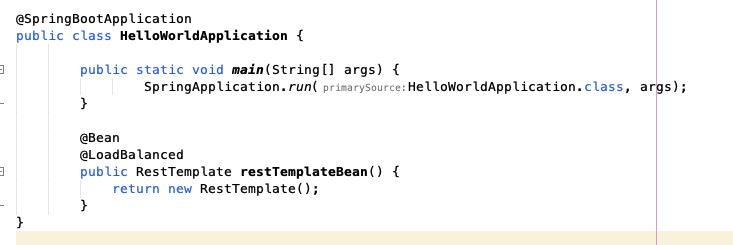 @SpringBootApplication
public class HelloWorldApplication {
public static void main(String[] args) {
SpringApplication.run( primarySource: HelloWorldApplication.class, args);
}
@Bean
@LoadBalanced
public RestTemplate restTemplateBean() {
return new RestTemplate();
}
}